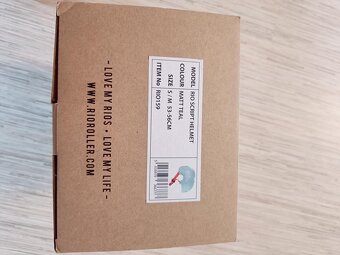 - LOVE MY RIOS + LOVE MY LIFE -
WWW.RIOROLLER.COM
MODEL RIO SCRIPT HELMET
COLOUR MATT TEAL
SIZE S / M 53-56CM
ITEM No RIO159